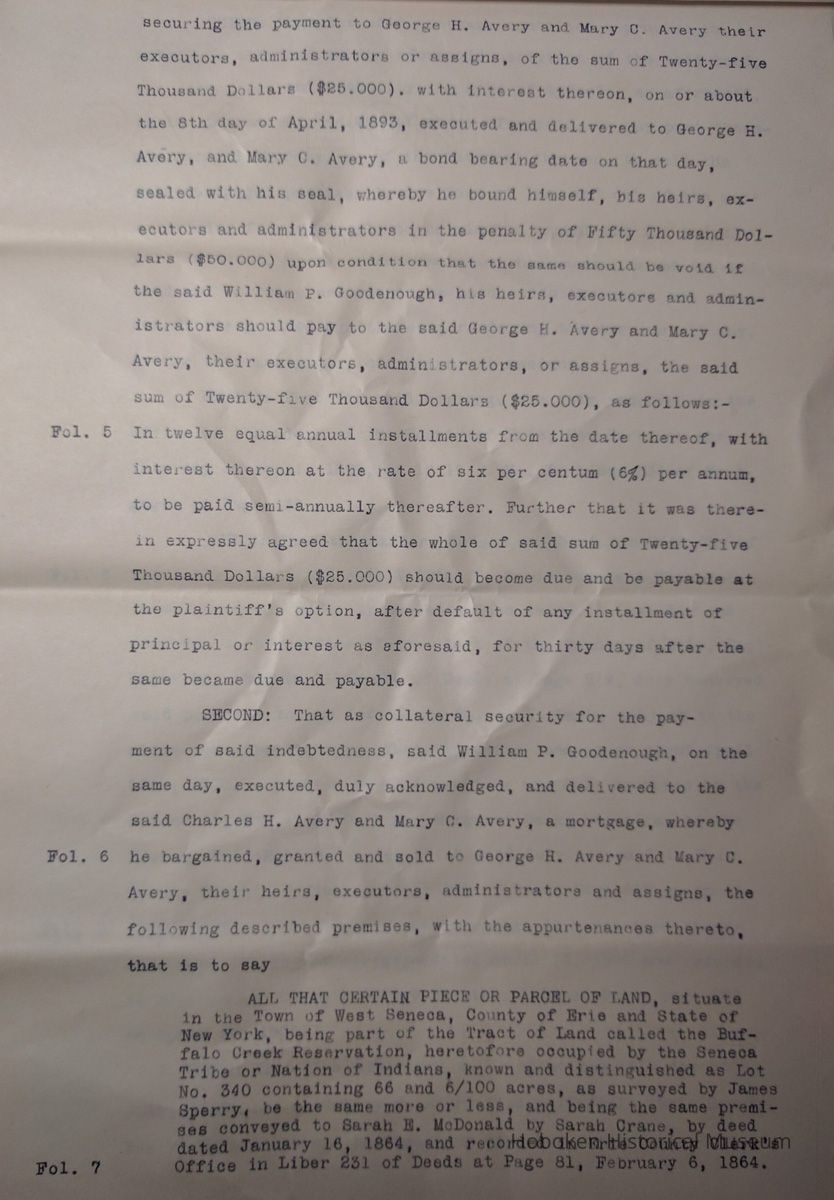 securing the payment to George H. Avery and Mary C. Avery their
executors, administrators or assigns, of the sum of Twenty-five
Thousand Dollars ($25.000). with interest thereon, on or about
the 8th day of April, 1893, executed and delivered to George H.
Avery, and Mary C. Avery, a bond bearing date on that day,
sealed with his seal, whereby he bound himself, his heirs, ex-
ecutors and administrators in the penalty of Fifty Thousand Dol-
lars ($50.000) upon condition that the same should be void if
the said William P. Goodenough, his heirs, executors and admin-
istrators should pay to the said George H. Avery and Mary C.
Avery, their executors, administrators, or assigns, the said
sum of Twenty-five Thousand Dollars ($25.000), as follows:-
Fol. 5 In twelve equal annual installments from the date thereof, with
interest thereon at the rate of six per centum (6%) per annum,
to be paid semi-annually thereafter. Further that it was there-
in expressly agreed that the whole of said sum of Twenty-five
Thousand Dollars ($25.000) should become due and be payable at
the plaintiff's option, after default of any installment of
principal or interest as aforesaid, for thirty days after the
same became due and payable.
SECOND: That as collateral security for the pay-
ment of said indebtedness, said William P. Goodenough, on the
same day, executed, duly acknowledged, and delivered to the
said Charles H. Avery and Mary C. Avery, a mortgage, whereby
Fol. 6 he bargained, granted and sold to George H. Avery and Mary C.
Avery, their heirs, executors, administrators and assigns, the
following described premises, with the appurtenances thereto,
that is to say
ALL THAT CERTAIN PIECE OR PARCEL OF LAND, situate
in the Town of West Seneca, County of Erie and State of
New York, being part of the Tract of Land called the Buf-
falo Creek Reservation, heretofore occupied by the Seneca
Tribe or Nation of Indians, known and distinguished as Lot
No. 340 containing 66 and 6/100 acres, as surveyed by James
Sperry, be the same more or less, and being the same premi-
ses conveyed to Sarah E. McDonald by Sarah Crane, by deed
dated January 16, 1864, and recorded in Erie County Clerk's
Fol. 7 Office in Liber 231 of Deeds at Page 81, February 6, 1864.
Hoboken Historical Museum